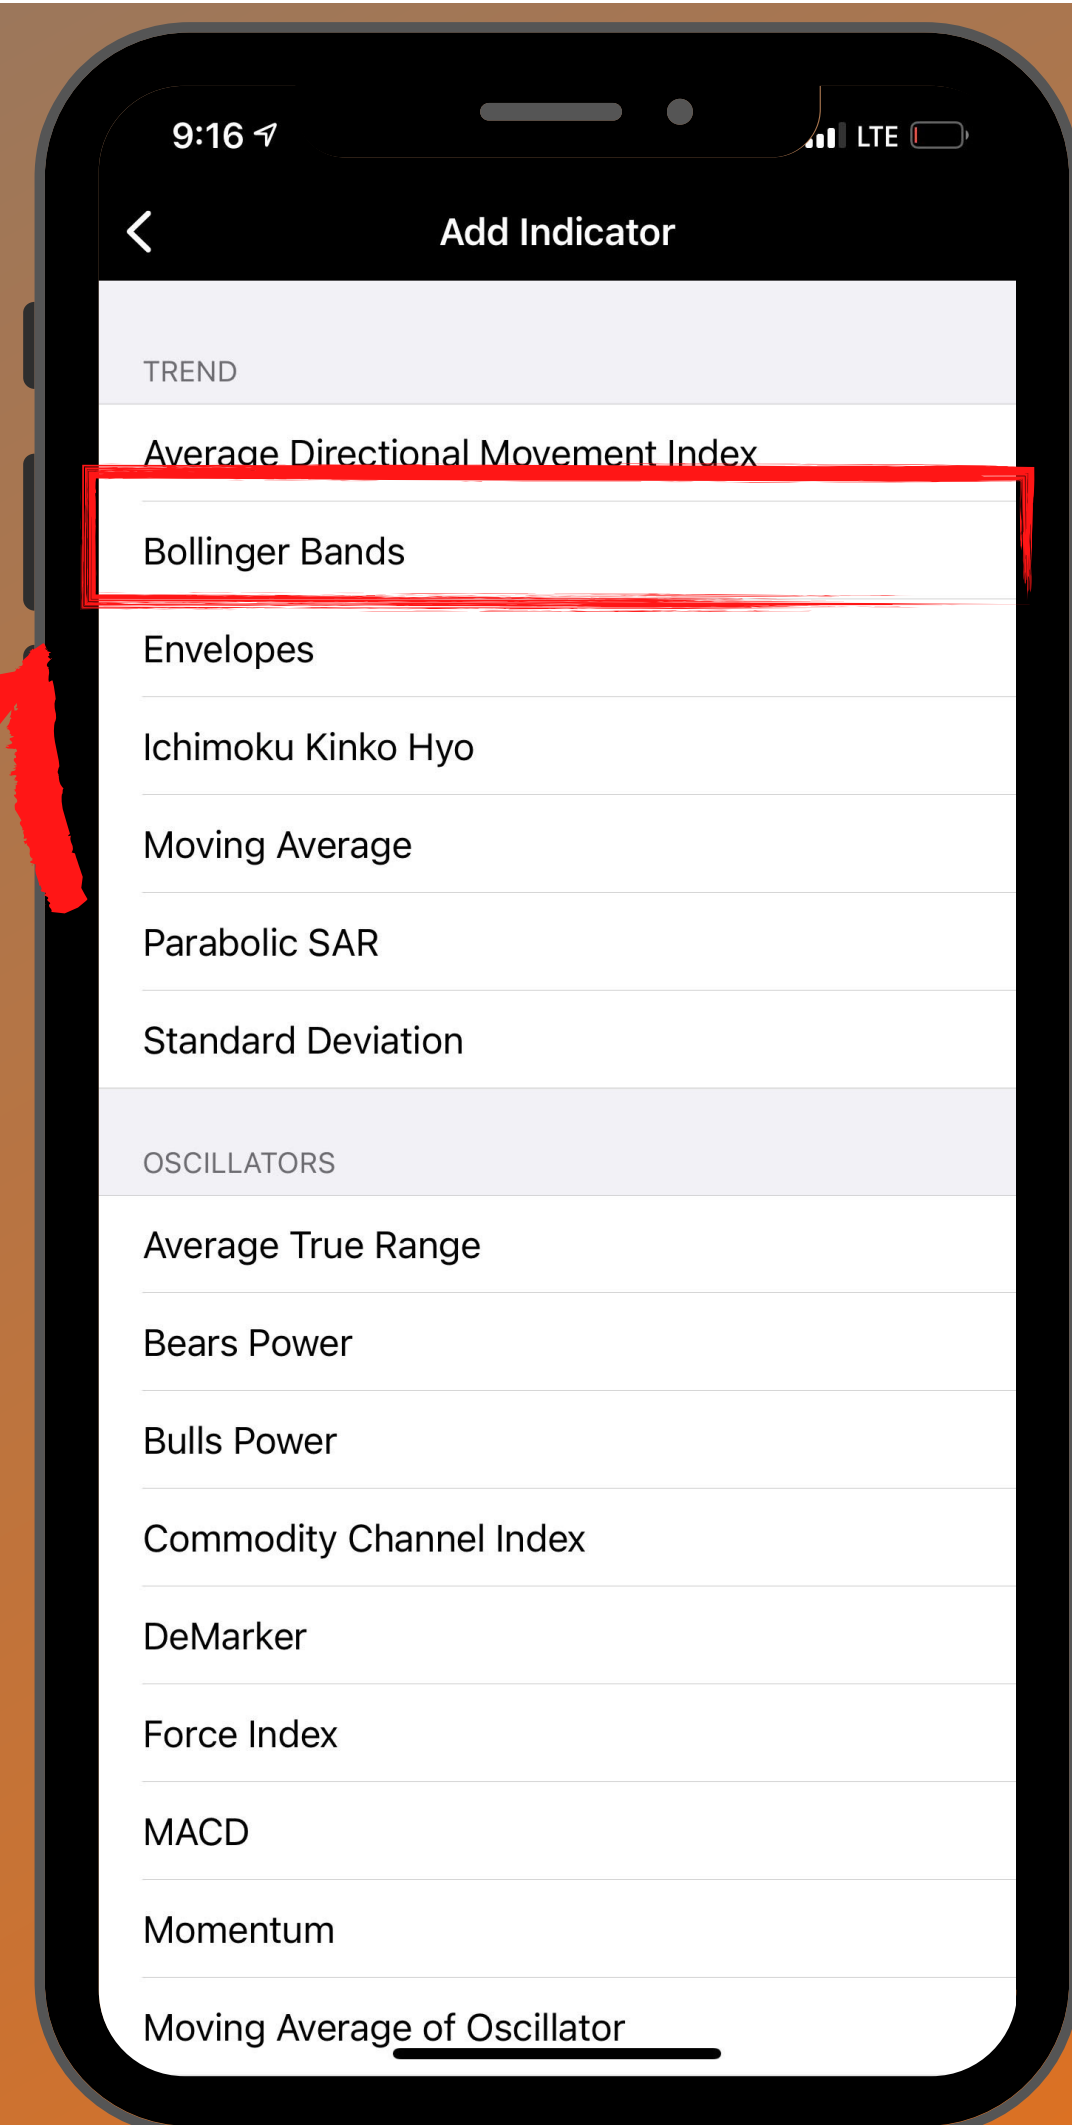 9:16
LTE
Add Indicator
TREND
Average Directional Movement Index
Bollinger Bands
Envelopes
Ichimoku Kinko Hyo
Moving Average
Parabolic SAR
Standard Deviation
OSCILLATORS
Average True Range
Bears Power
Bulls Power
Commodity Channel Index
DeMarker
Force Index
MACD
Momentum
Moving Average of Oscillator